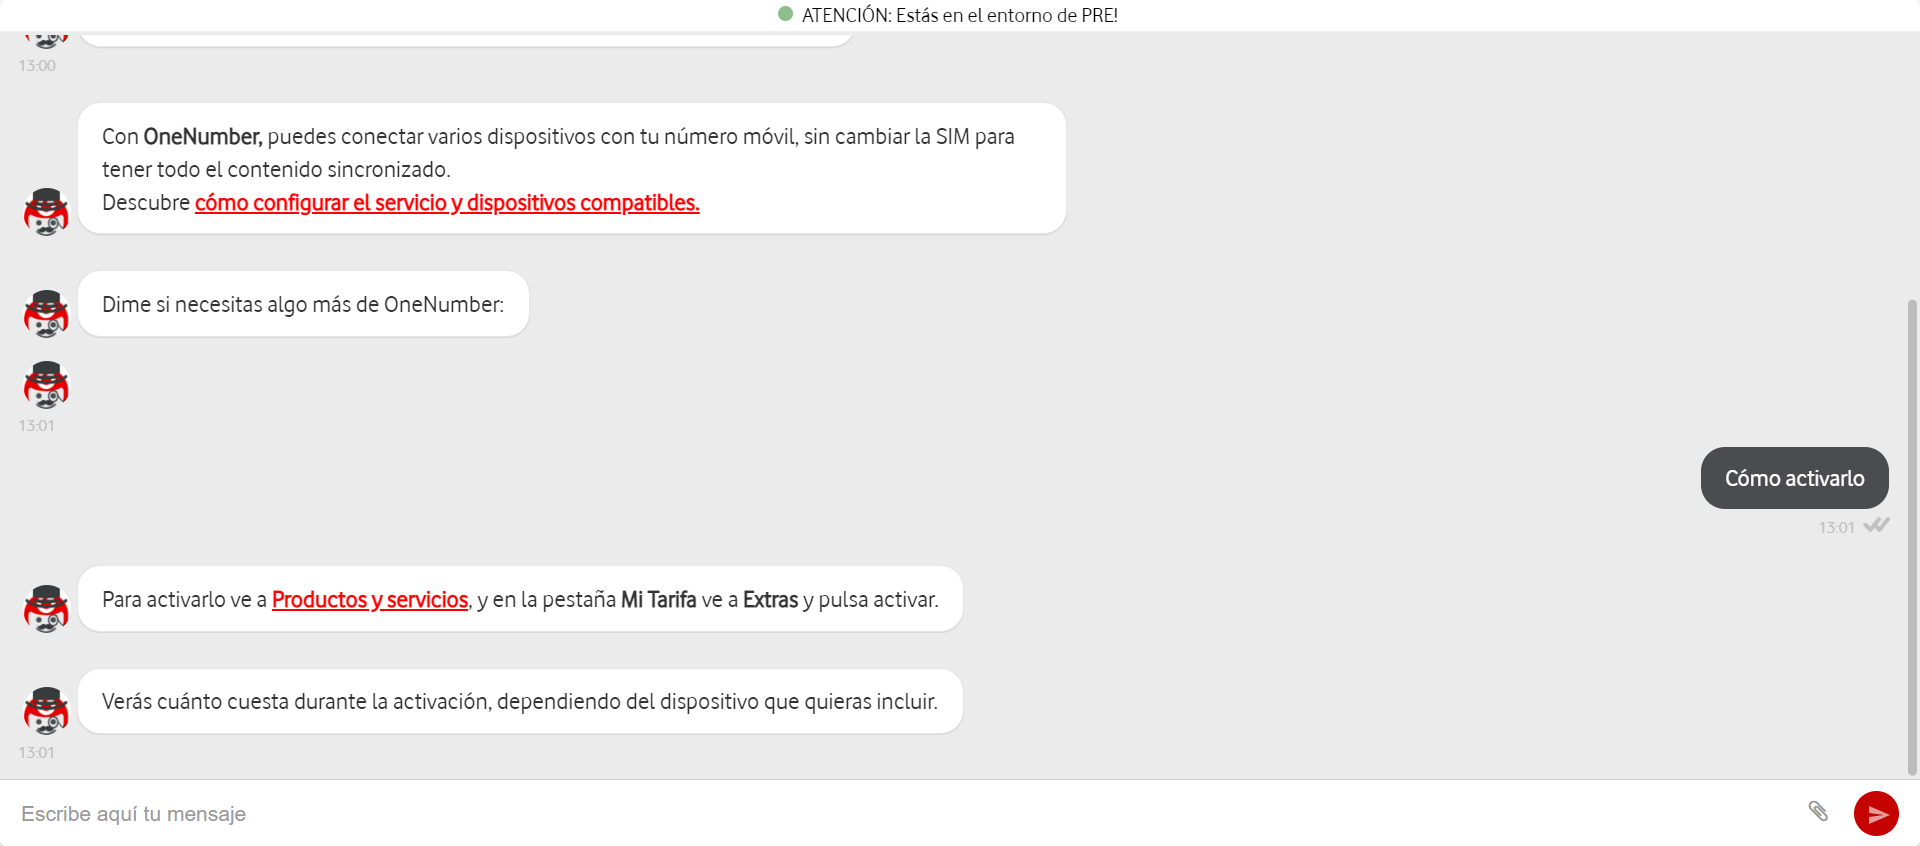 ATENCIÓN: Estás en el entorno de PRE!
13:00
Con OneNumber, puedes conectar varios dispositivos con tu número móvil, sin cambiar la SIM para
tener todo el contenido sincronizado.
Descubre cómo configurar el servicio y dispositivos compatibles.
Dime si necesitas algo más de OneNumber:
13:01
Cómo activarlo
13:01
Para activarlo ve a Productos y servicios, y en la pestaña Mi Tarifa ve a Extras y pulsa activar.
Verás cuánto cuesta durante la activación, dependiendo del dispositivo que quieras incluir.
13:01
Escribe aquí tu mensaje